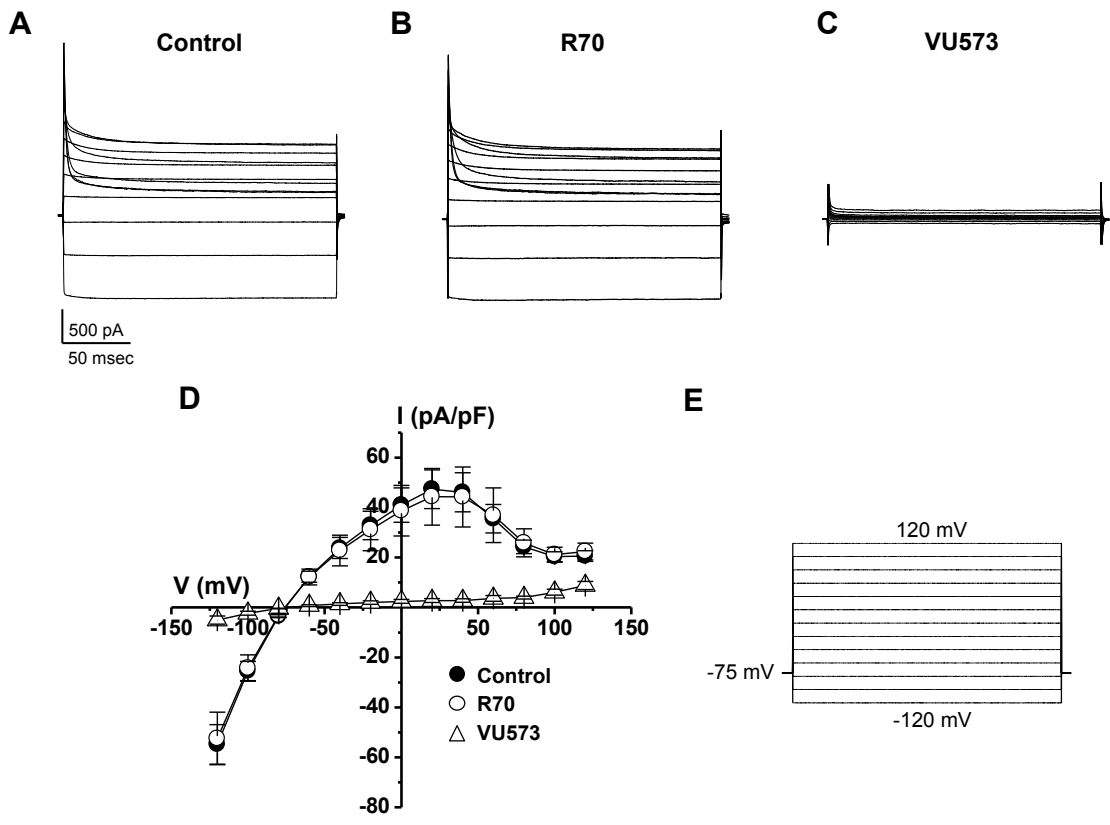 A
Control
B
R70
C
VU573
500 pA
50 msec
D
I (pA/pF)
60
40
20
V (mV)
-150 -100 -50 50 100 150
-20
-40
-60
-80
Control
R70
VU573
E
120 mV
-75 mV
-120 mV